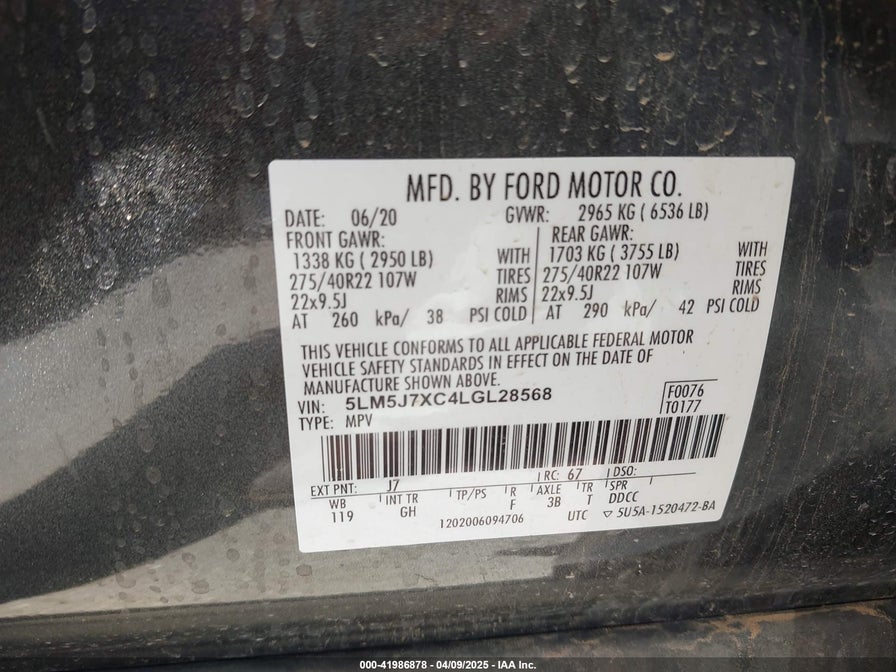 MFD. BY FORD MOTOR CO.
DATE: 06/20 GVWR: 2965 KG ( 6536 LB)
FRONT GAWR: REAR GAWR:
1338 KG ( 2950 LB) WITH 1703 KG ( 3755 LB) WITH
275/40R22 107W TIRES 275/40R22 107W TIRES
22x9.5J RIMS 22x9.5J RIMS
AT 260 kPa/ 38 PSI COLD AT 290 kPa/ 42 PSI COLD
THIS VEHICLE CONFORMS TO ALL APPLICABLE FEDERAL MOTOR
VEHICLE SAFETY STANDARDS IN EFFECT ON THE DATE OF
MANUFACTURE SHOWN ABOVE.
VIN: 5LM5J7XC4LGL28568 F0076
TYPE: MPV T0177
EXT PNT: J7 RC: 67 DSO:
WB INT TR TP/PS R AXLE TR SPR
119 GH F 3B T DDCC
1202006094706 UTC ▽ 5U5A-1520472-BA
000-41986878 | 04/09/2025 - IAA Inc.